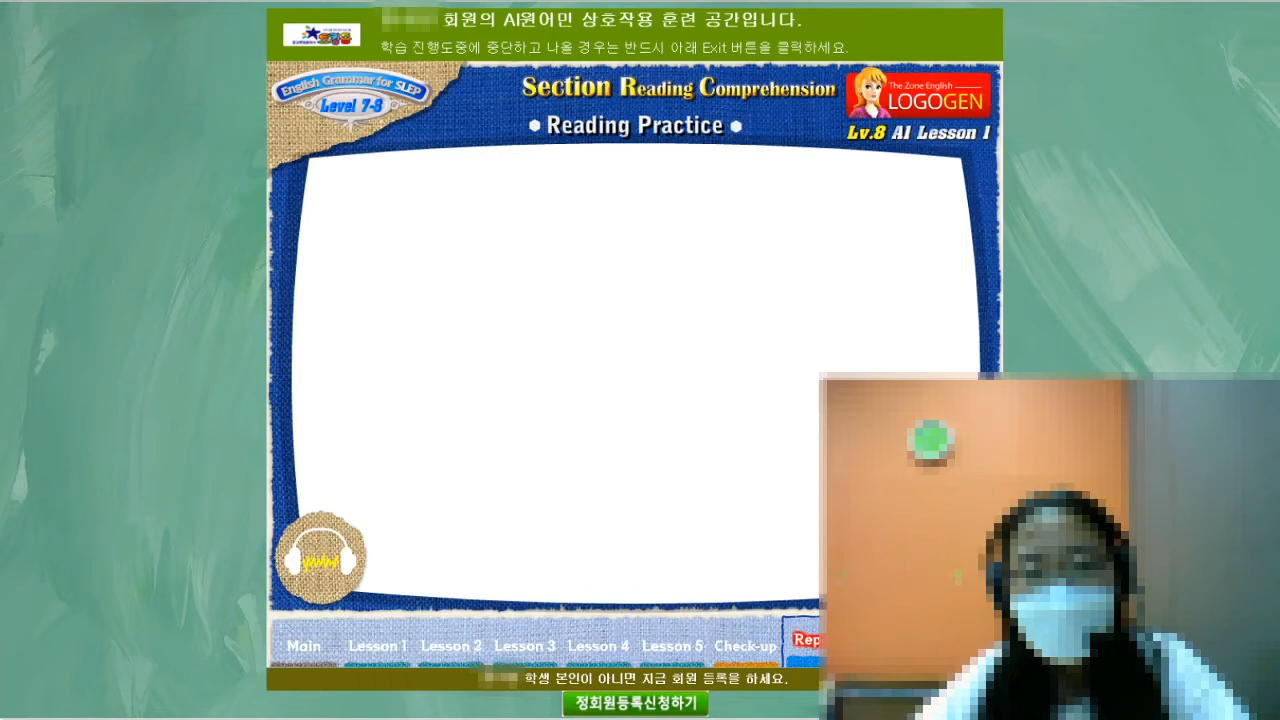 회원의 AI원어민 상호작용 훈련 공간입니다.
학습 진행도중에 중단하고 나올 경우는 반드시 아래 Exit 버튼을 클릭하세요.
English Grammar for SLEP
Level 7-8
Section Reading Comprehension
Reading Practice
The Zone English
LOGOGEN
Lv.8 AI Lesson 1
Main Lesson 1 Lesson 2 Lesson 3 Lesson 4 Lesson 5 Check-up Rep
학생 본인이 아니면 지금 회원 등록을 하세요.
정회원등록신청하기